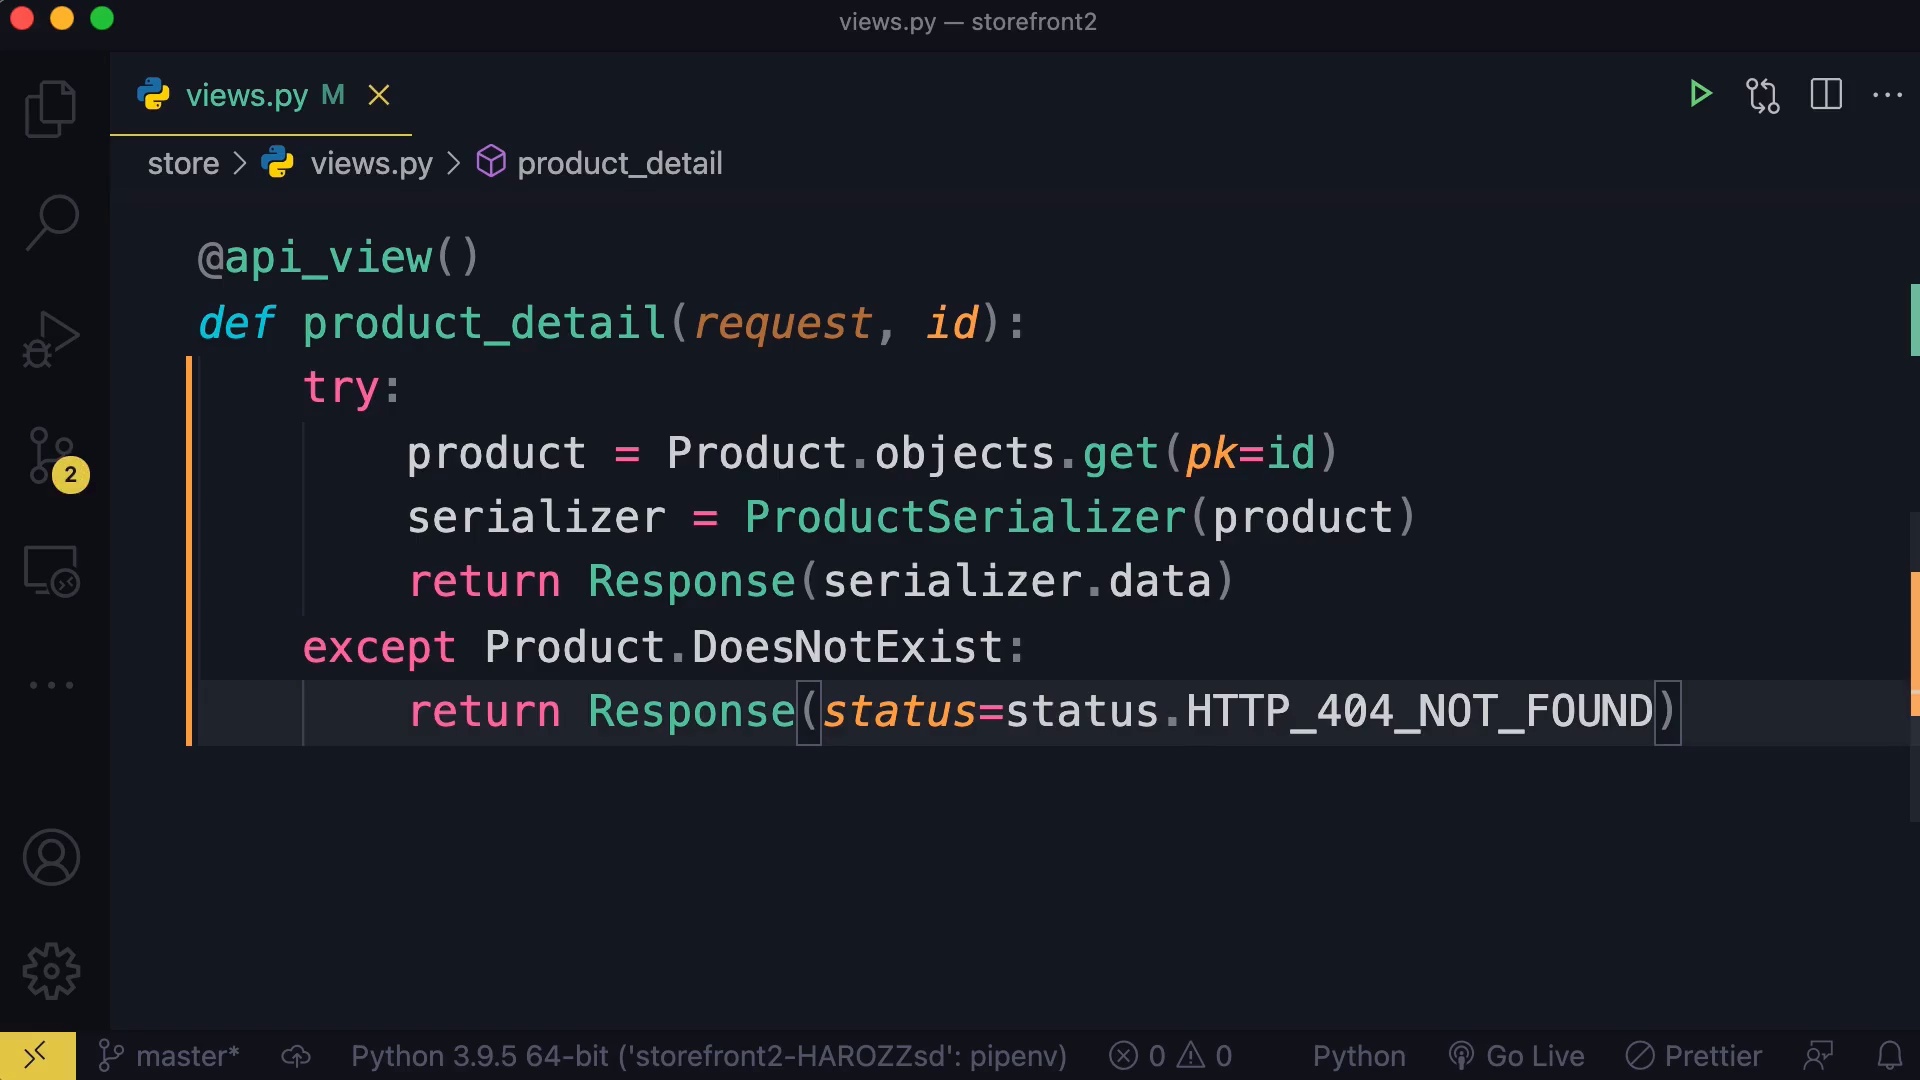 views.py — storefront2
views.py M
store > views.py > product_detail
@api_view()
def product_detail(request, id):
    try:
        product = Product.objects.get(pk=id)
        serializer = ProductSerializer(product)
        return Response(serializer.data)
    except Product.DoesNotExist:
        return Response(status=status.HTTP_404_NOT_FOUND)
2
master* Python 3.9.5 64-bit ('storefront2-HAROZZsd': pipenv) 0 0 Python Go Live Prettier